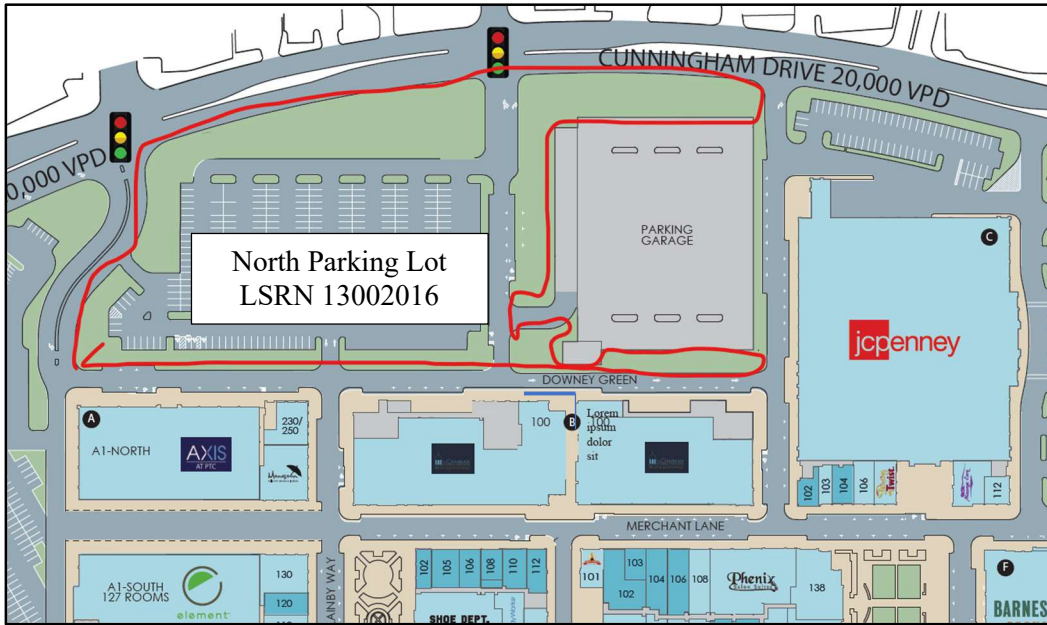 CUNNINGHAM DRIVE 20,000 VPD
0,000 VPD
PARKING
GARAGE
C
North Parking Lot
LSRN 13002016
jcpenney
DOWNEY GREEN
A
A1-NORTH
AXIS
AT PTC
230/
250
100
B
100
Lorem
ipsum
dolor
sit
102
103
104
106
Twist
112
MERCHANT LANE
A1-SOUTH
127 ROOMS
element
130
120
AINBY WAY
102
105
106
108
110
112
SHOE DEPT.
101
103
102
104
106
108
Phenix
138
F
BARNES